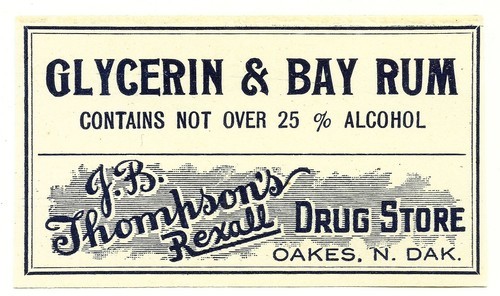 GLYCERIN & BAY RUM
CONTAINS NOT OVER 25 % ALCOHOL
J.B.
Thompson's
Rexall DRUG STORE
OAKES, N. DAK.